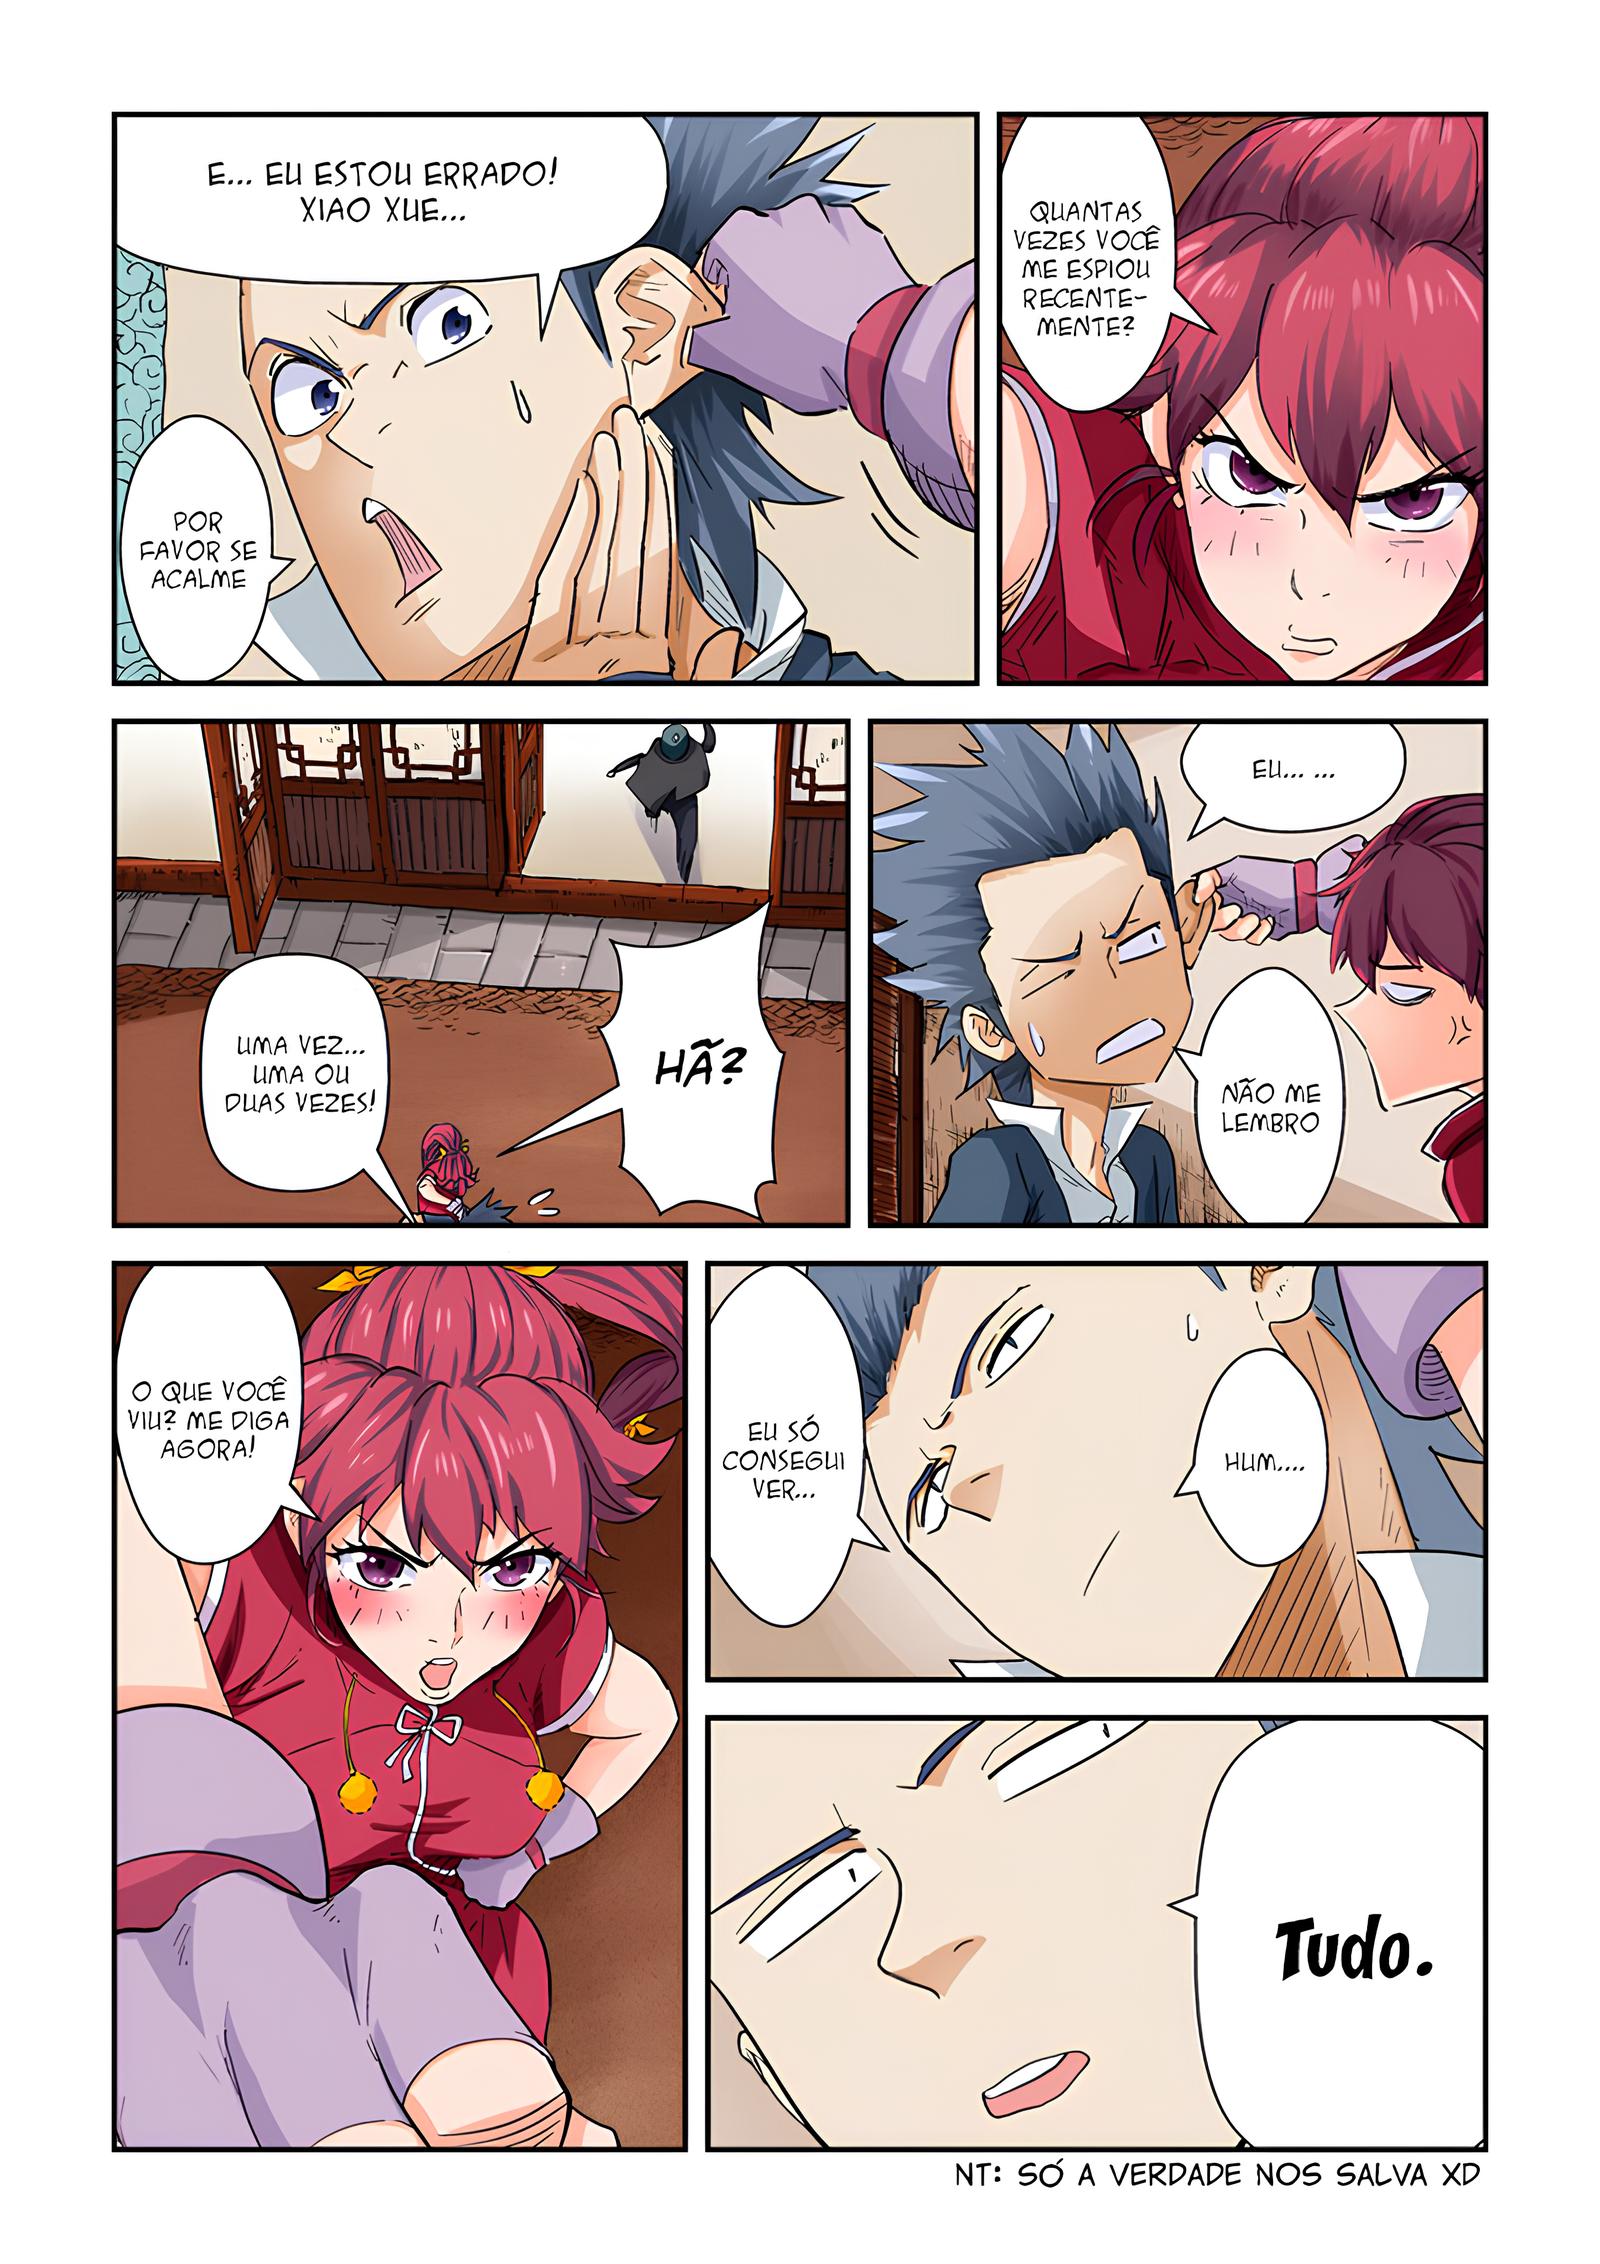 E... EU ESTOU ERRADO!
XIAO XUE...
POR
FAVOR SE
ACALME
QUANTAS
VEZES VOCÊ
ME ESPIOU
RECENTE-
MENTE?
UMA VEZ...
UMA OU
DUAS VEZES!
HÃ?
EU... ...
NÃO ME
LEMBRO
O QUE VOCÊ
VIU? ME DIGA
AGORA!
EU SÓ
CONSEGUI
VER...
HUM....
Tudo.
NT: SÓ A VERDADE NOS SALVA XD